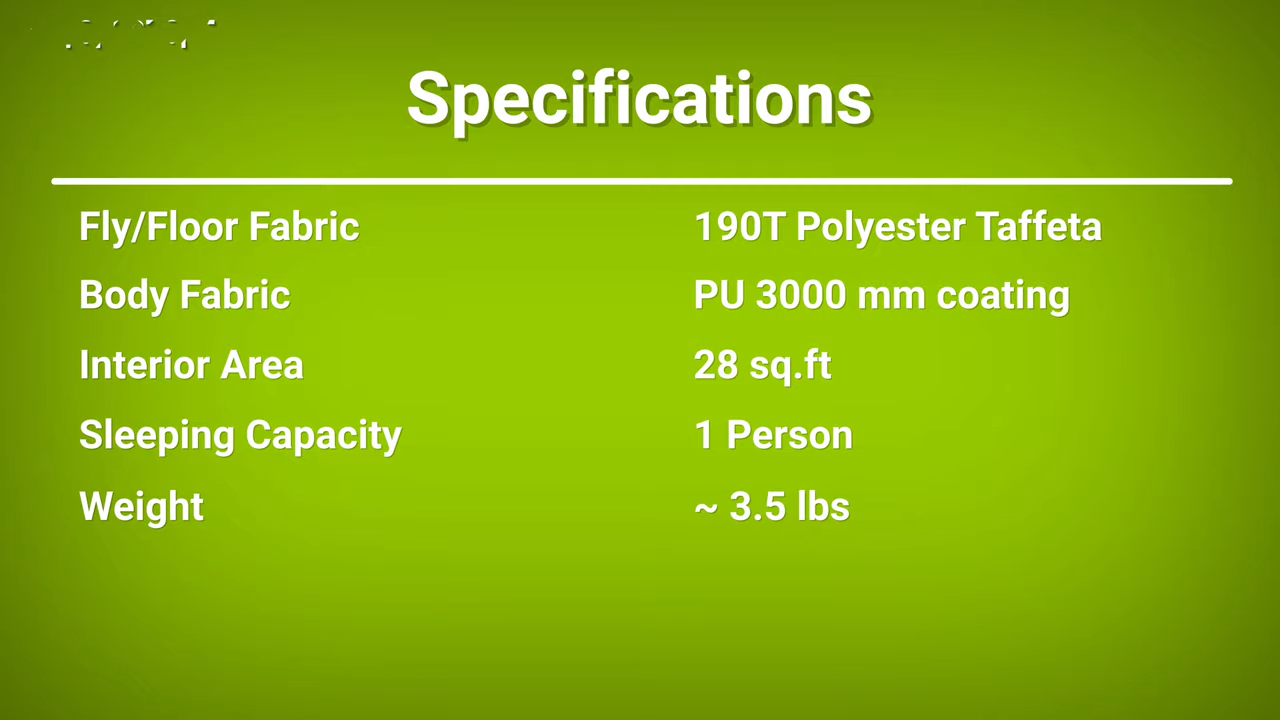 Specifications
Fly/Floor Fabric 190T Polyester Taffeta
Body Fabric PU 3000 mm coating
Interior Area 28 sq.ft
Sleeping Capacity 1 Person
Weight ~ 3.5 lbs